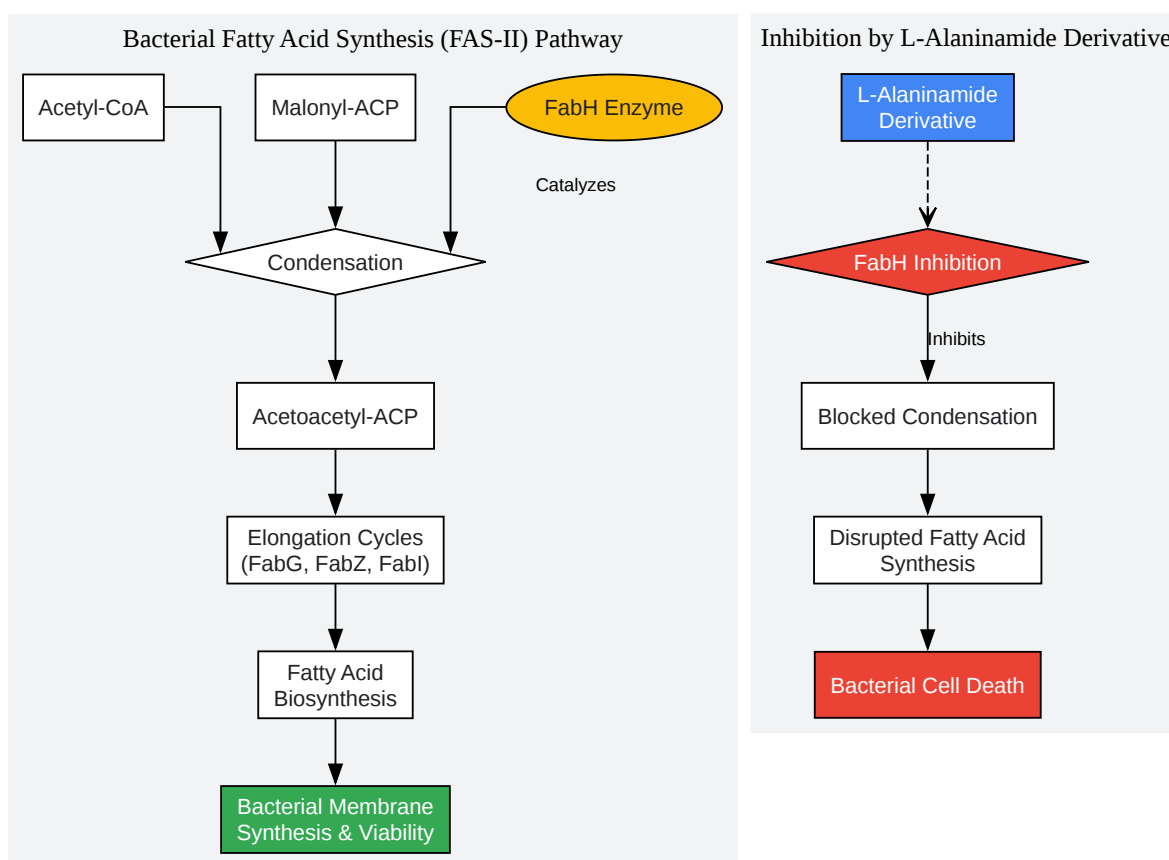 Bacterial Fatty Acid Synthesis (FAS-II) Pathway
Acetyl-CoA
Malonyl-ACP
FabH Enzyme
Catalyzes
Condensation
Acetoacetyl-ACP
Elongation Cycles
(FabG, FabZ, FabI)
Fatty Acid
Biosynthesis
Bacterial Membrane
Synthesis & Viability
Inhibition by L-Alaninamide Derivative
L-Alaninamide
Derivative
FabH Inhibition
Inhibits
Blocked Condensation
Disrupted Fatty Acid
Synthesis
Bacterial Cell Death